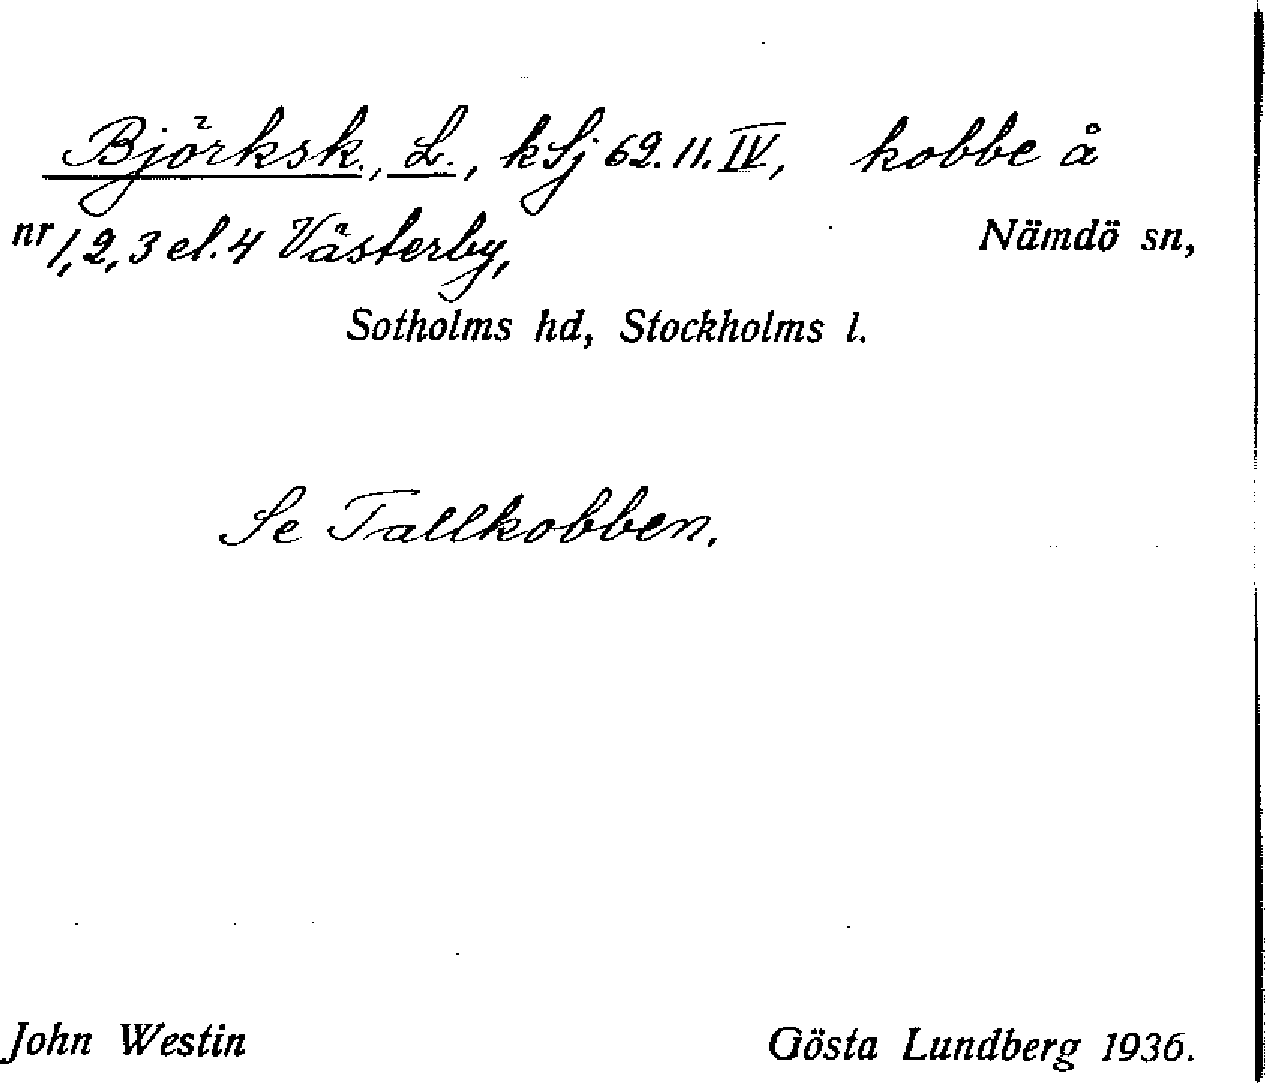 Björksk., L., kSj 62.11.IV, kobbe å
nr 1, 2, 3 el. 4 Västerby, Nämdö sn,
Sotholms hd, Stockholms l.
Se Tallkobben.
John Westin Gösta Lundberg 1936.